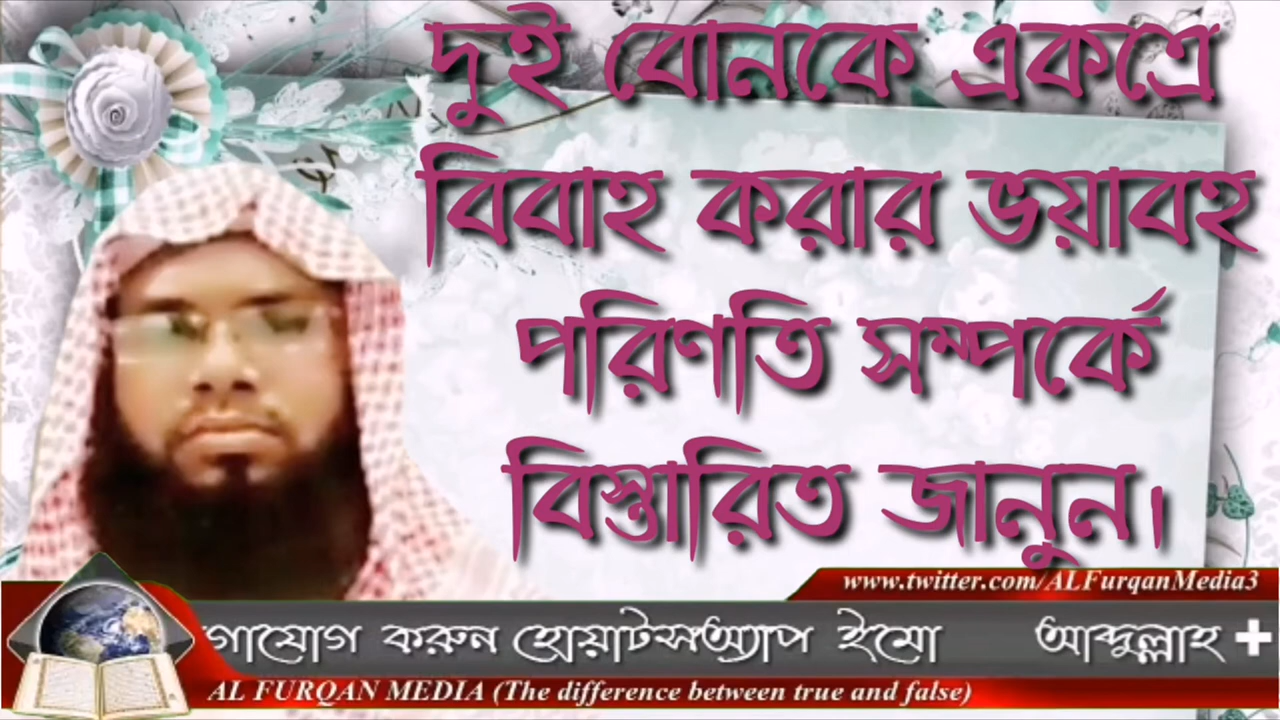 দুই বোনকে একত্রে
বিবাহ করার ভয়াবহ
পরিণতি সম্পর্কে
বিস্তারিত জানুন।
www.twitter.com/ALFurqanMedia3
গাযোগ করুন হোয়াটসঅ্যাপ ইমো আব্দুল্লাহ +
AL FURQAN MEDIA (The difference between true and false)